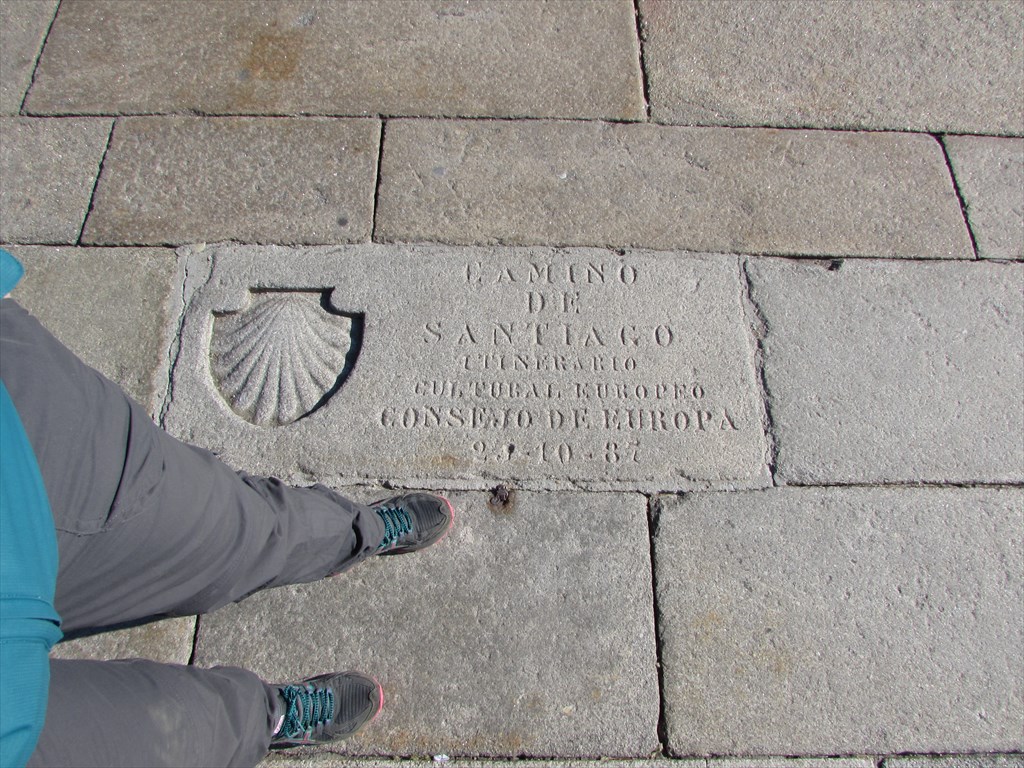 CAMINO
DE
SANTIAGO
ITINERARIO
CULTURAL EUROPEO
CONSEJO DE EUROPA
23-10-87